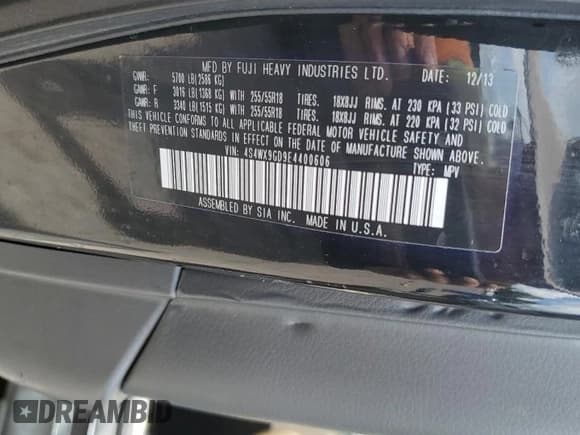 MFD BY FUJI HEAVY INDUSTRIES LTD. DATE: 12/13
GVWR: 5700 LB(2586 KG)
GAWR: F 3016 LB(1368 KG) WITH 255/55R18 TIRES. 18X8JJ RIMS. AT 230 KPA (33 PSI) COLD
GAWR: R 3340 LB(1515 KG) WITH 255/55R18 TIRES. 18X8JJ RIMS. AT 220 KPA (32 PSI) COLD
THIS VEHICLE CONFORMS TO ALL APPLICABLE FEDERAL MOTOR VEHICLE SAFETY AND
THEFT PREVENTION STANDARDS IN EFFECT ON THE DATE OF MANUFACTURE SHOWN ABOVE.
VIN: 4S4WX9GD9E4400606 TYPE: MPV
ASSEMBLED BY SIA INC. MADE IN U.S.A.
DREAMBID